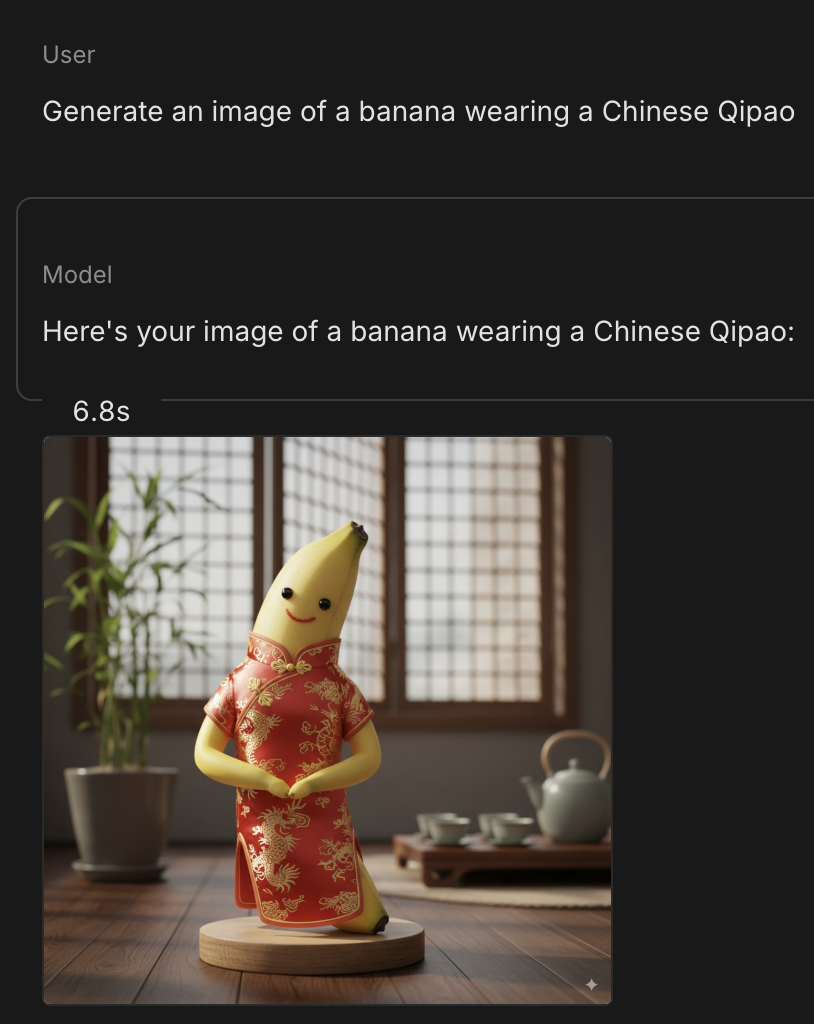 User
Generate an image of a banana wearing a Chinese Qipao
Model
Here's your image of a banana wearing a Chinese Qipao:
6.8s